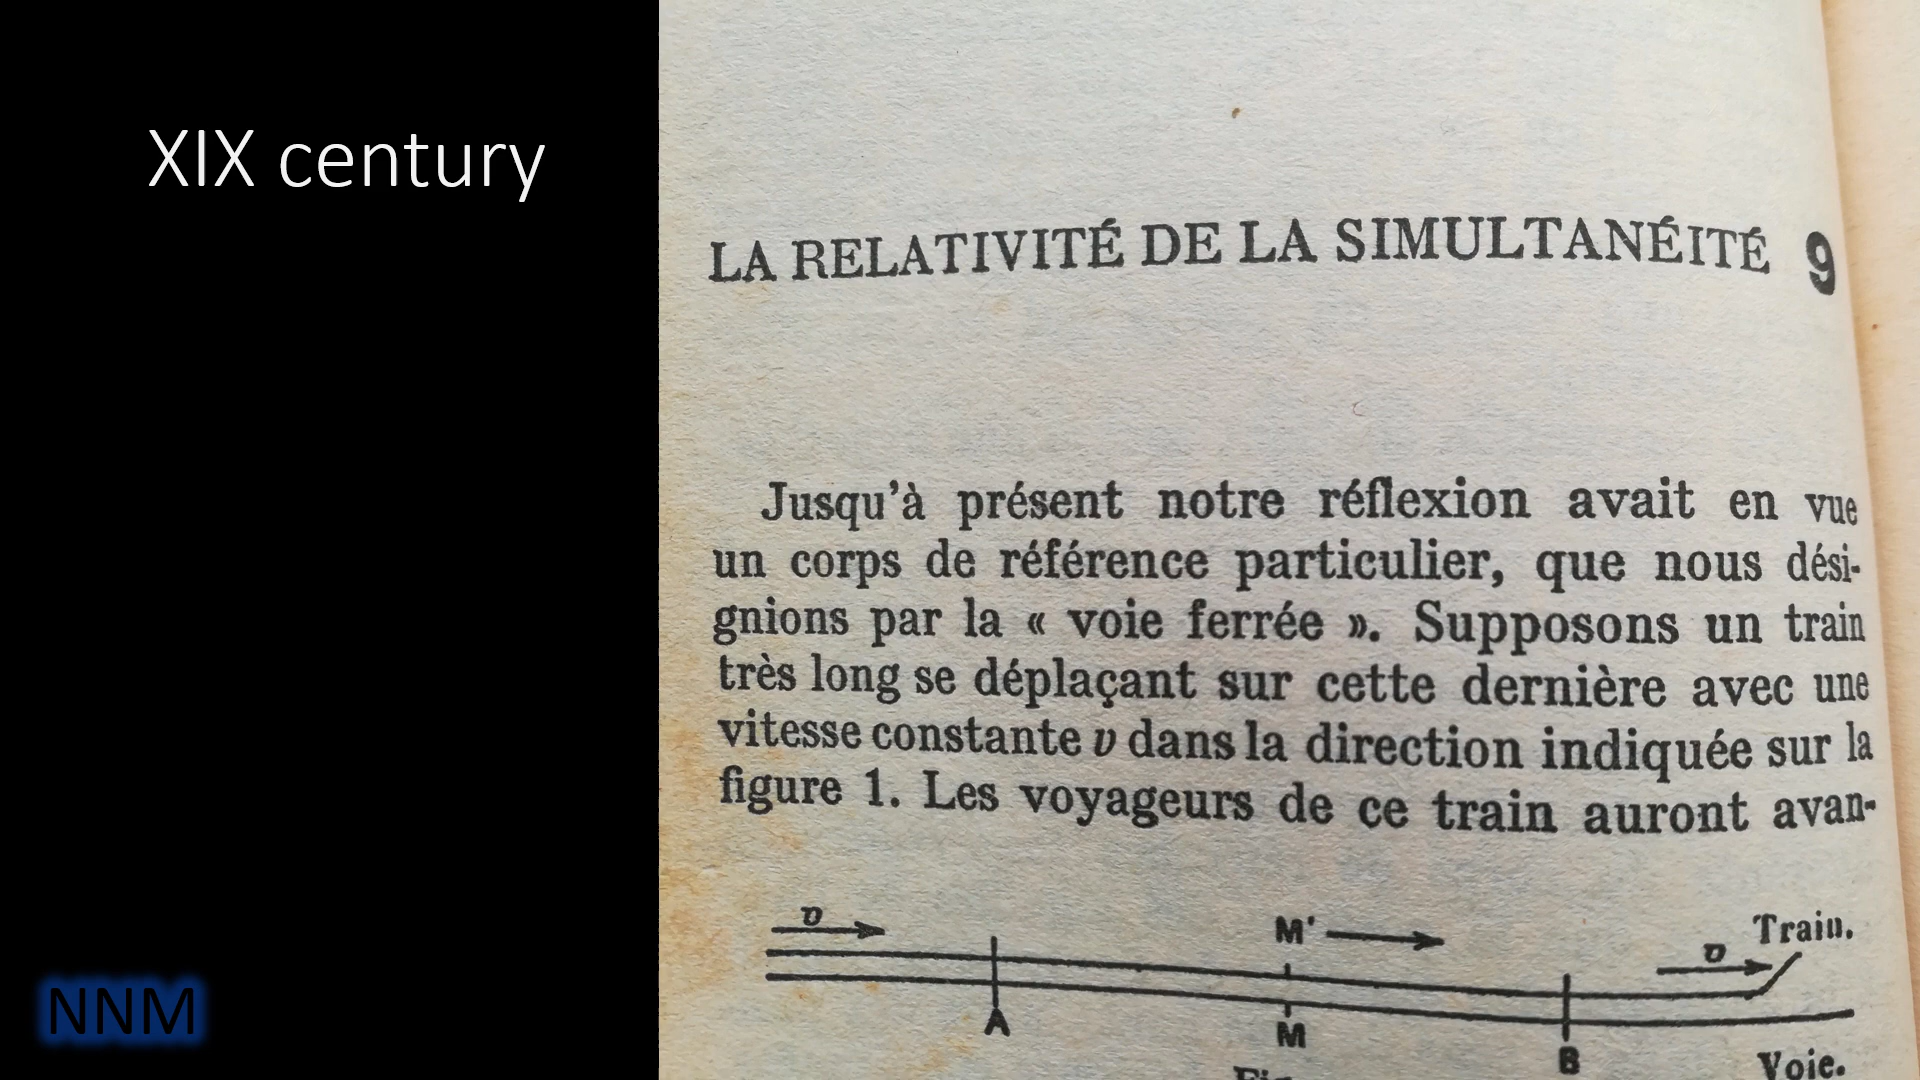 XIX century
LA RELATIVITÉ DE LA SIMULTANÉITÉ 9
Jusqu'à présent notre réflexion avait en vue
un corps de référence particulier, que nous dési-
gnions par la « voie ferrée ». Supposons un train
très long se déplaçant sur cette dernière avec une
vitesse constante v dans la direction indiquée sur la
figure 1. Les voyageurs de ce train auront avan-
v M' Train.
v
A M B
Voie.
NNM